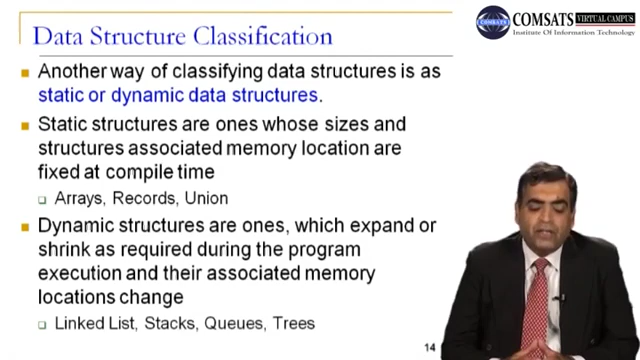 Data Structure Classification
COMSATS
COMSATS VIRTUAL CAMPUS
Institute Of Information Technology
Another way of classifying data structures is as
static or dynamic data structures.
Static structures are ones whose sizes and
structures associated memory location are
fixed at compile time
Arrays, Records, Union
Dynamic structures are ones, which expand or
shrink as required during the program
execution and their associated memory
locations change
Linked List, Stacks, Queues, Trees
14